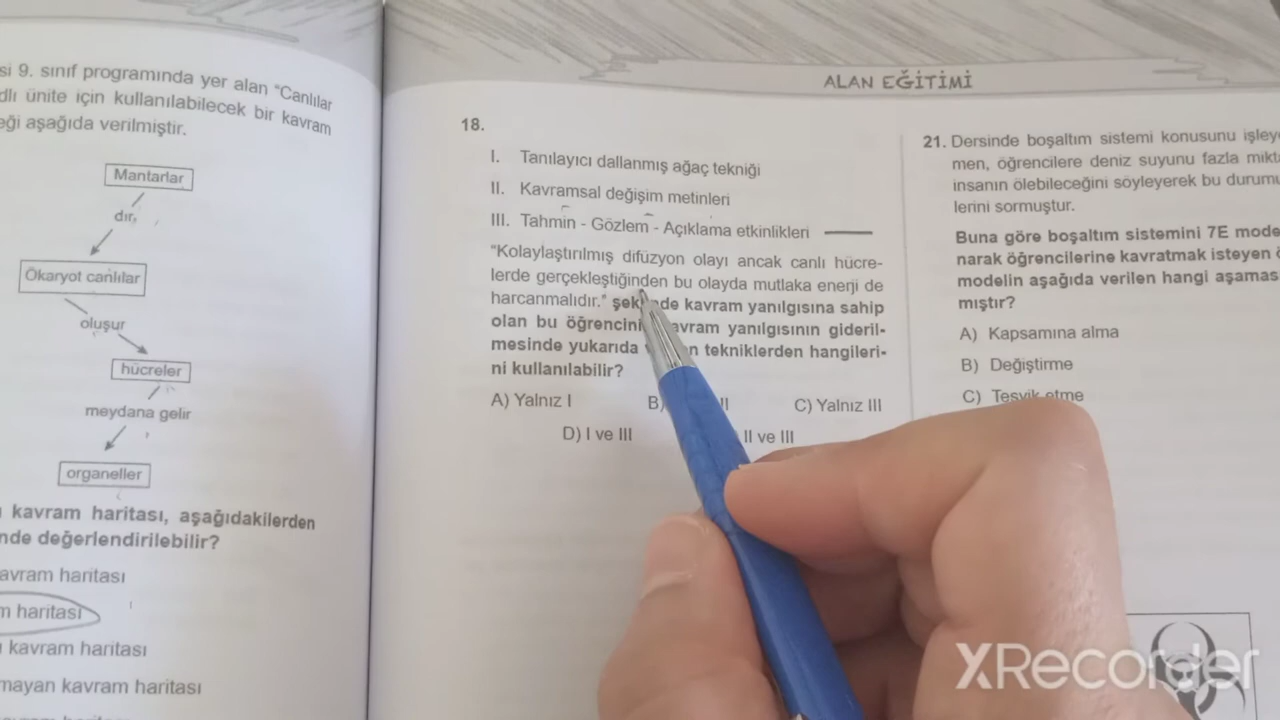 si 9. sınıf programında yer alan "Canlılar
dlı ünite için kullanılabilecek bir kavram
eği aşağıda verilmiştir.
Mantarlar
dır,
Ökaryot canlılar
oluşur
hücreler
meydana gelir
organeller
kavram haritası, aşağıdakilerden
nde değerlendirilebilir?
avram haritası
m haritası
kavram haritası
mayan kavram haritası
ALAN EĞİTİMİ
18.
I. Tanılayıcı dallanmış ağaç tekniği
II. Kavramsal değişim metinleri
III. Tahmin - Gözlem - Açıklama etkinlikleri
"Kolaylaştırılmış difüzyon olayı ancak canlı hücre-
lerde gerçekleştiğinden bu olayda mutlaka enerji de
harcanmalıdır." kavram yanılgısına sahip
olan bu öğrencini avram yanılgısının gideril-
mesinde yukarıda n tekniklerden hangileri-
ni kullanılabilir?
A) Yalnız I
B) II
C) Yalnız III
D) I ve III
II ve III
21. Dersinde boşaltım sistemi konusunu işley
men, öğrencilere deniz suyunu fazla mikt
insanın ölebileceğini söyleyerek bu durumu
lerini sormuştur.
Buna göre boşaltım sistemini 7E mode
narak öğrencilerine kavratmak isteyen
modelin aşağıda verilen hangi aşamas
mıştır?
A) Kapsamına alma
B) Değiştirme
C) Teşvik etme
XRecorder